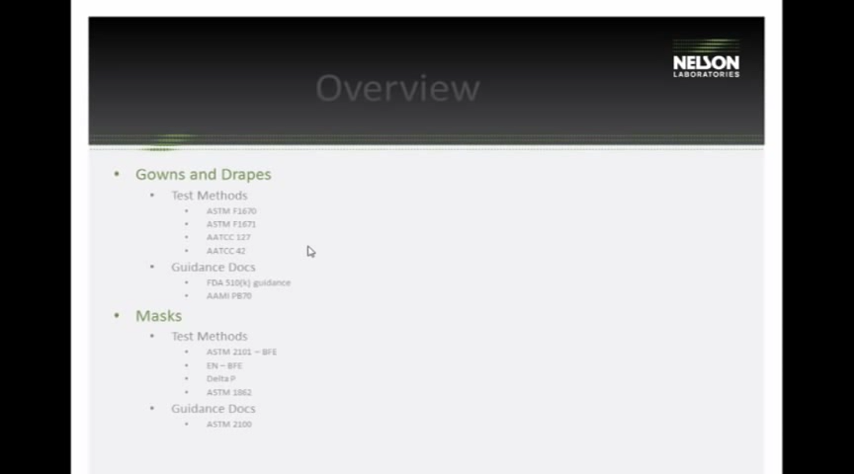 Overview
NELSON
LABORATORIES
• Gowns and Drapes
• Test Methods
• ASTM F1670
• ASTM F1671
• AATCC 127
• AATCC 42
• Guidance Docs
• FDA 510(k) guidance
• AAMI PB70
• Masks
• Test Methods
• ASTM 2101 – BFE
• EN – BFE
• Delta P
• ASTM 1862
• Guidance Docs
• ASTM 2100